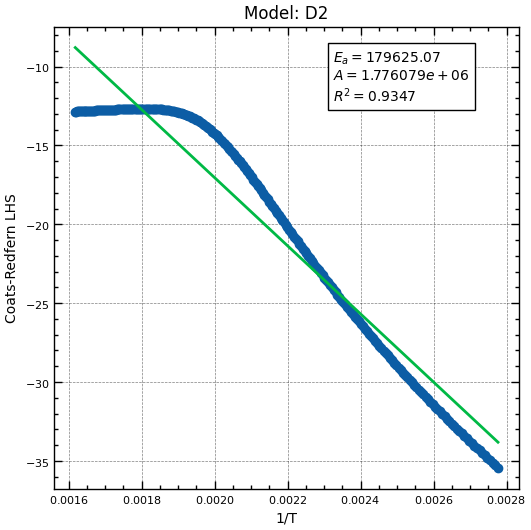 Model: D2
Coats-Redfern LHS
−10
−15
−20
−25
−30
−35
E_a = 179625.07
A = 1.776079e + 06
R² = 0.9347
0.0016 0.0018 0.0020 0.0022 0.0024 0.0026 0.0028
1/T